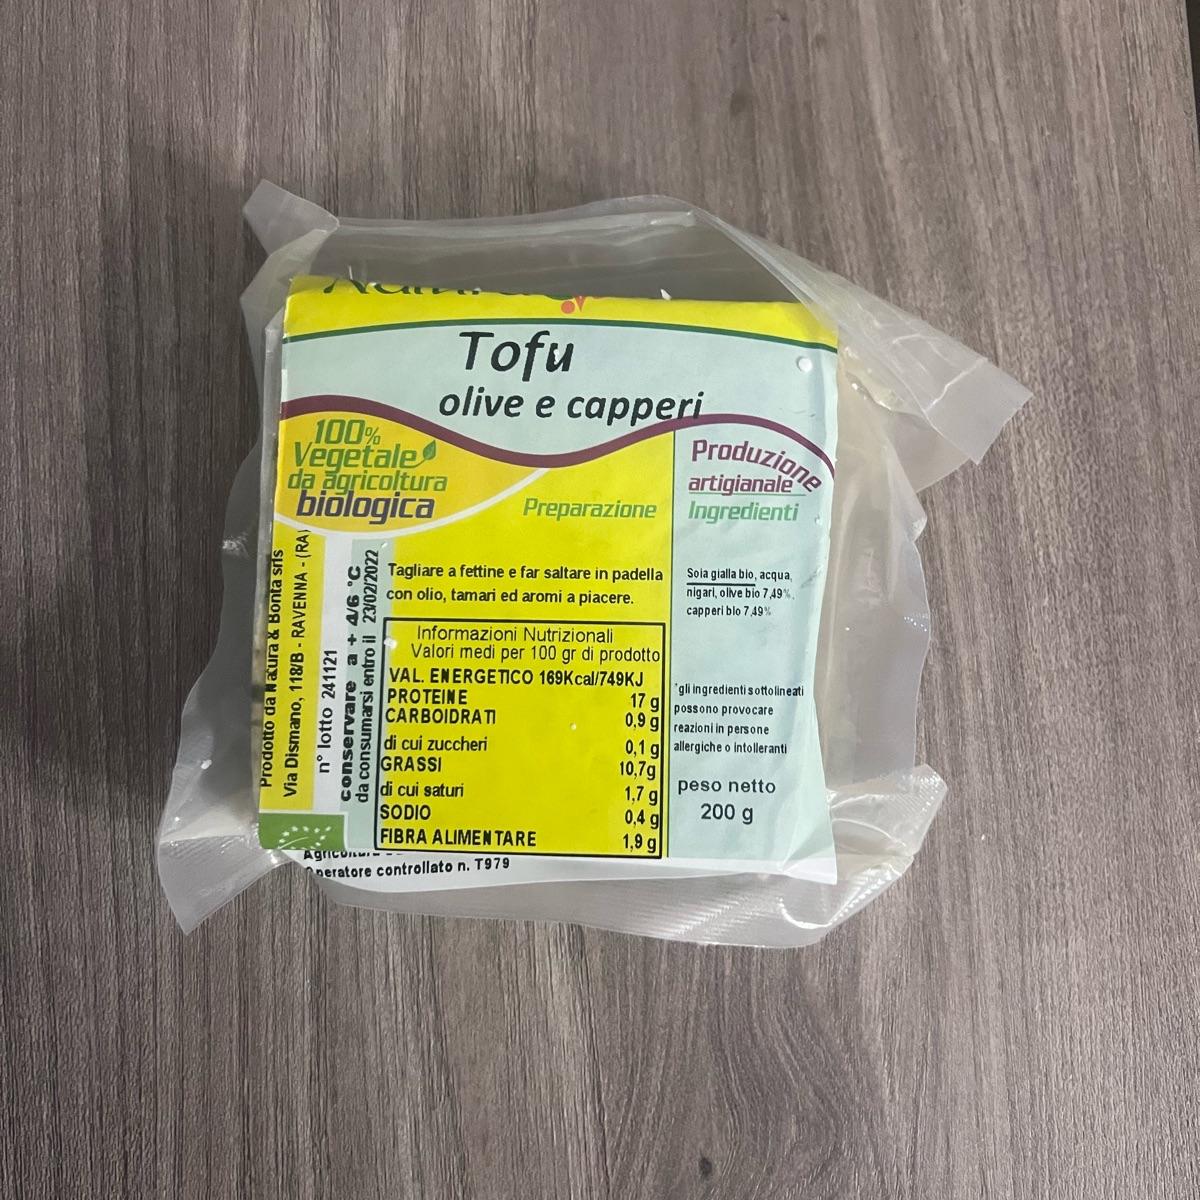 Tofu
olive e capperi
100%
Vegetale
da agricoltura
biologica
Produzione
artigianale
Preparazione
Ingredienti
Tagliare a fettine e far saltare in padella
con olio, tamari ed aromi a piacere.
Soia gialla bio, acqua,
nigari, olive bio 7,49%.
capperi bio 7,49%
Informazioni Nutrizionali
Valori medi per 100 gr di prodotto
VAL. ENERGETICO 169Kcal/749KJ
PROTEINE 17 g
CARBOIDRATI 0,9 g
di cui zuccheri 0,1 g
GRASSI 10,7g
di cui saturi 1,7 g
SODIO 0,4 g
FIBRA ALIMENTARE 1,9 g
*gli ingredienti sottolineati
possono provocare
reazioni in persone
allergiche o intolleranti
peso netto
200 g
Prodotto da Natura & Bontà srls
Via Dismano, 118/B - RAVENNA - (RA)
n° lotto 241121
conservare a + 4/6 °C
da consumarsi entro il 23/02/2022
Operatore controllato n. T979